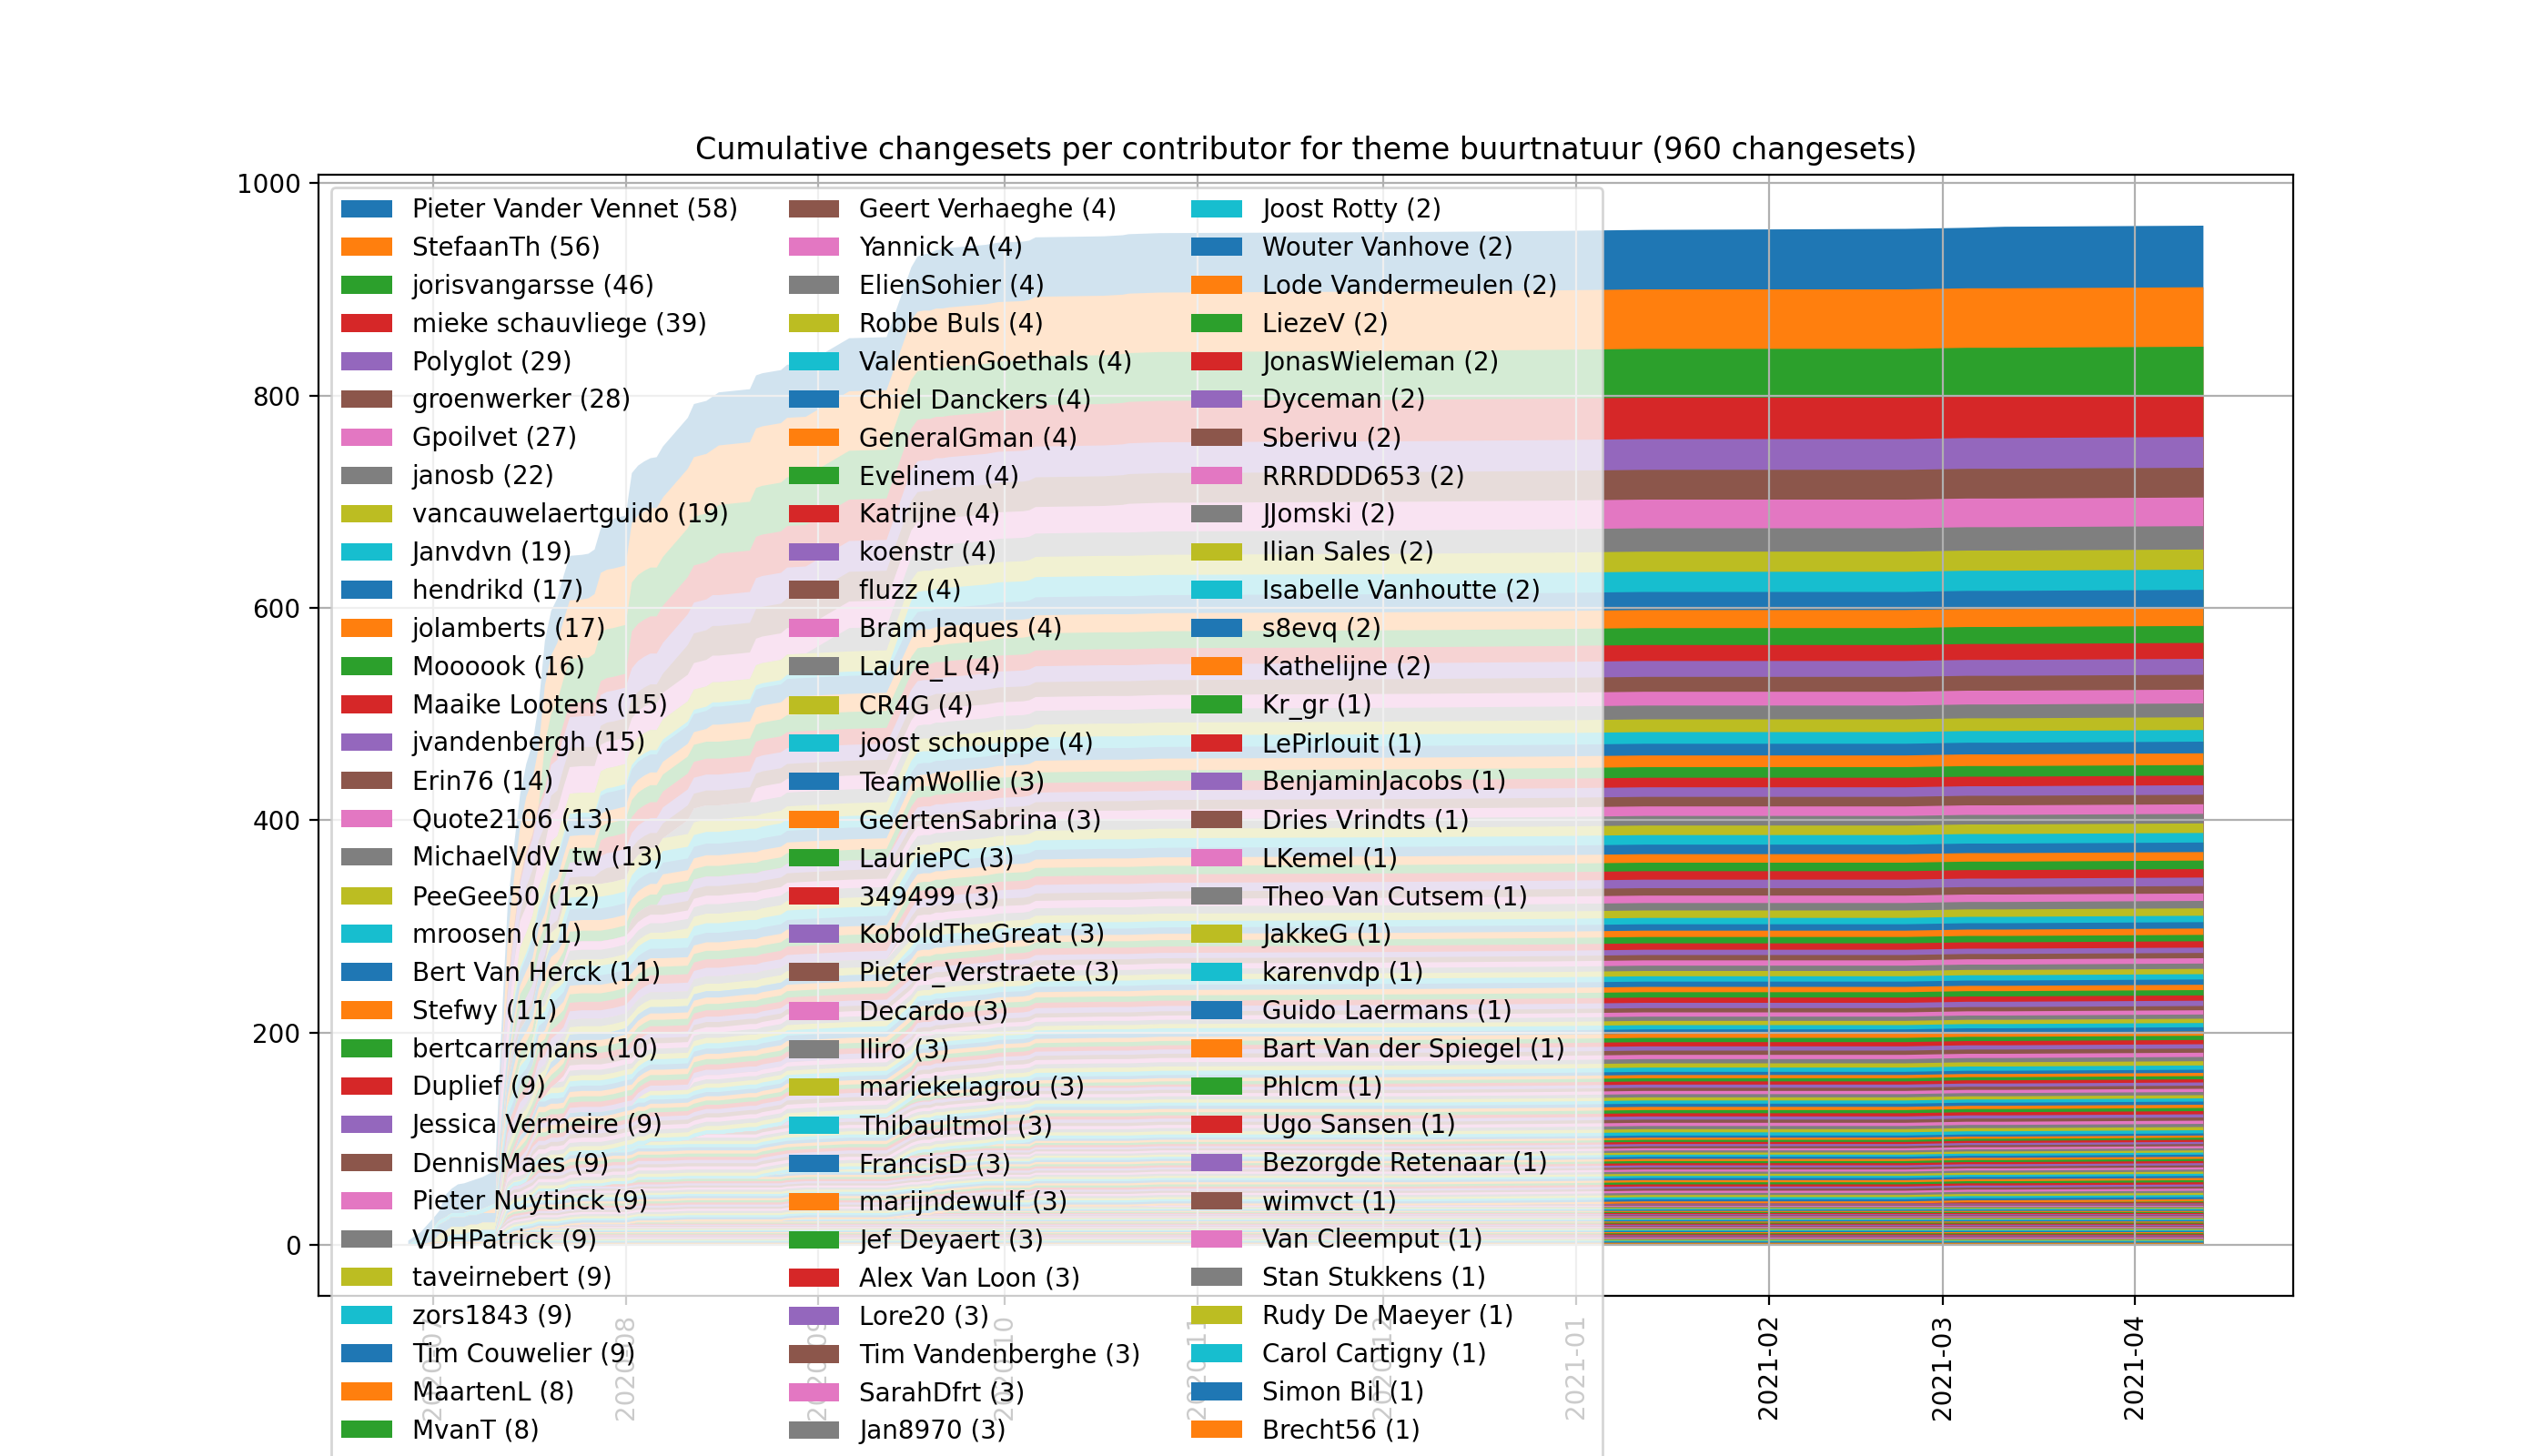 Cumulative changesets per contributor for theme buurtnatuur (960 changesets)
1000
800
600
400
200
0
Pieter Vander Vennet (58)
StefaanTh (56)
jorisvangarsse (46)
mieke schauvliege (39)
Polyglot (29)
groenwerker (28)
Gpoilvet (27)
janosb (22)
vancauwelaertguido (19)
Janvdvn (19)
hendrikd (17)
jolamberts (17)
Moooook (16)
Maaike Lootens (15)
jvandenbergh (15)
Erin76 (14)
Quote2106 (13)
MichaelVdV_tw (13)
PeeGee50 (12)
mroosen (11)
Bert Van Herck (11)
Stefwy (11)
bertcarremans (10)
Duplief (9)
Jessica Vermeire (9)
DennisMaes (9)
Pieter Nuytinck (9)
VDHPatrick (9)
taveirnebert (9)
zors1843 (9)
Tim Couwelier (9)
MaartenL (8)
MvanT (8)
Geert Verhaeghe (4)
Yannick A (4)
ElienSohier (4)
Robbe Buls (4)
ValentienGoethals (4)
Chiel Danckers (4)
GeneralGman (4)
Evelinem (4)
Katrijne (4)
koenstr (4)
fluzz (4)
Bram Jaques (4)
Laure_L (4)
CR4G (4)
joost schouppe (4)
TeamWollie (3)
GeertenSabrina (3)
LauriePC (3)
349499 (3)
KoboldTheGreat (3)
Pieter_Verstraete (3)
Decardo (3)
Iliro (3)
mariekelagrou (3)
Thibaultmol (3)
FrancisD (3)
marijndewulf (3)
Jef Deyaert (3)
Alex Van Loon (3)
Lore20 (3)
Tim Vandenberghe (3)
SarahDfrt (3)
Jan8970 (3)
Joost Rotty (2)
Wouter Vanhove (2)
Lode Vandermeulen (2)
LiezeV (2)
JonasWieleman (2)
Dyceman (2)
Sberivu (2)
RRRDDD653 (2)
JJomski (2)
Ilian Sales (2)
Isabelle Vanhoutte (2)
s8evq (2)
Kathelijne (2)
Kr_gr (1)
LePirlouit (1)
BenjaminJacobs (1)
Dries Vrindts (1)
LKemel (1)
Theo Van Cutsem (1)
JakkeG (1)
karenvdp (1)
Guido Laermans (1)
Bart Van der Spiegel (1)
Phlcm (1)
Ugo Sansen (1)
Bezorgde Retenaar (1)
wimvct (1)
Van Cleemput (1)
Stan Stukkens (1)
Rudy De Maeyer (1)
Carol Cartigny (1)
Simon Bil (1)
Brecht56 (1)
2020-07
2020-08
2020-09
2020-10
2020-11
2020-12
2021-01
2021-02
2021-03
2021-04